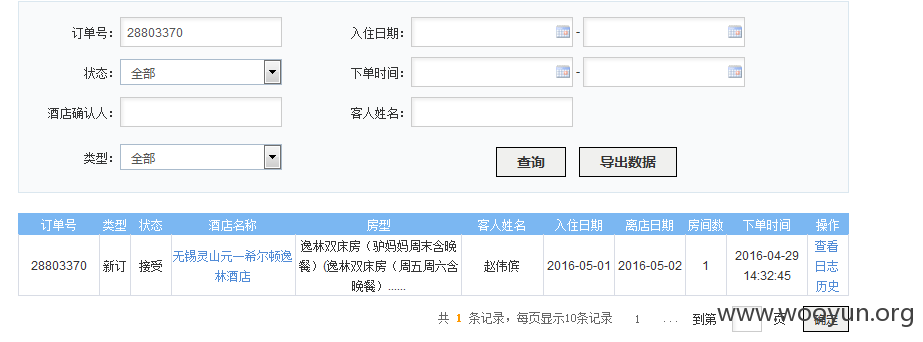 订单号： 28803370 入住日期： -
状态： 全部 下单时间： -
酒店确认人： 客人姓名：
类型： 全部 查询 导出数据
订单号 类型 状态 酒店名称 房型 客人姓名 入住日期 离店日期 房间数 下单时间 操作
28803370 新订 接受 无锡灵山元一希尔顿逸
林酒店
逸林双床房（驴妈妈周末含晚
餐）(逸林双床房（周五周六含
晚餐）......
赵伟傧 2016-05-01 2016-05-02 1
2016-04-29
14:32:45
查看
日志
历史
共 1 条记录，每页显示10条记录 1 ... 到第 页 确定
www.wooyun.org